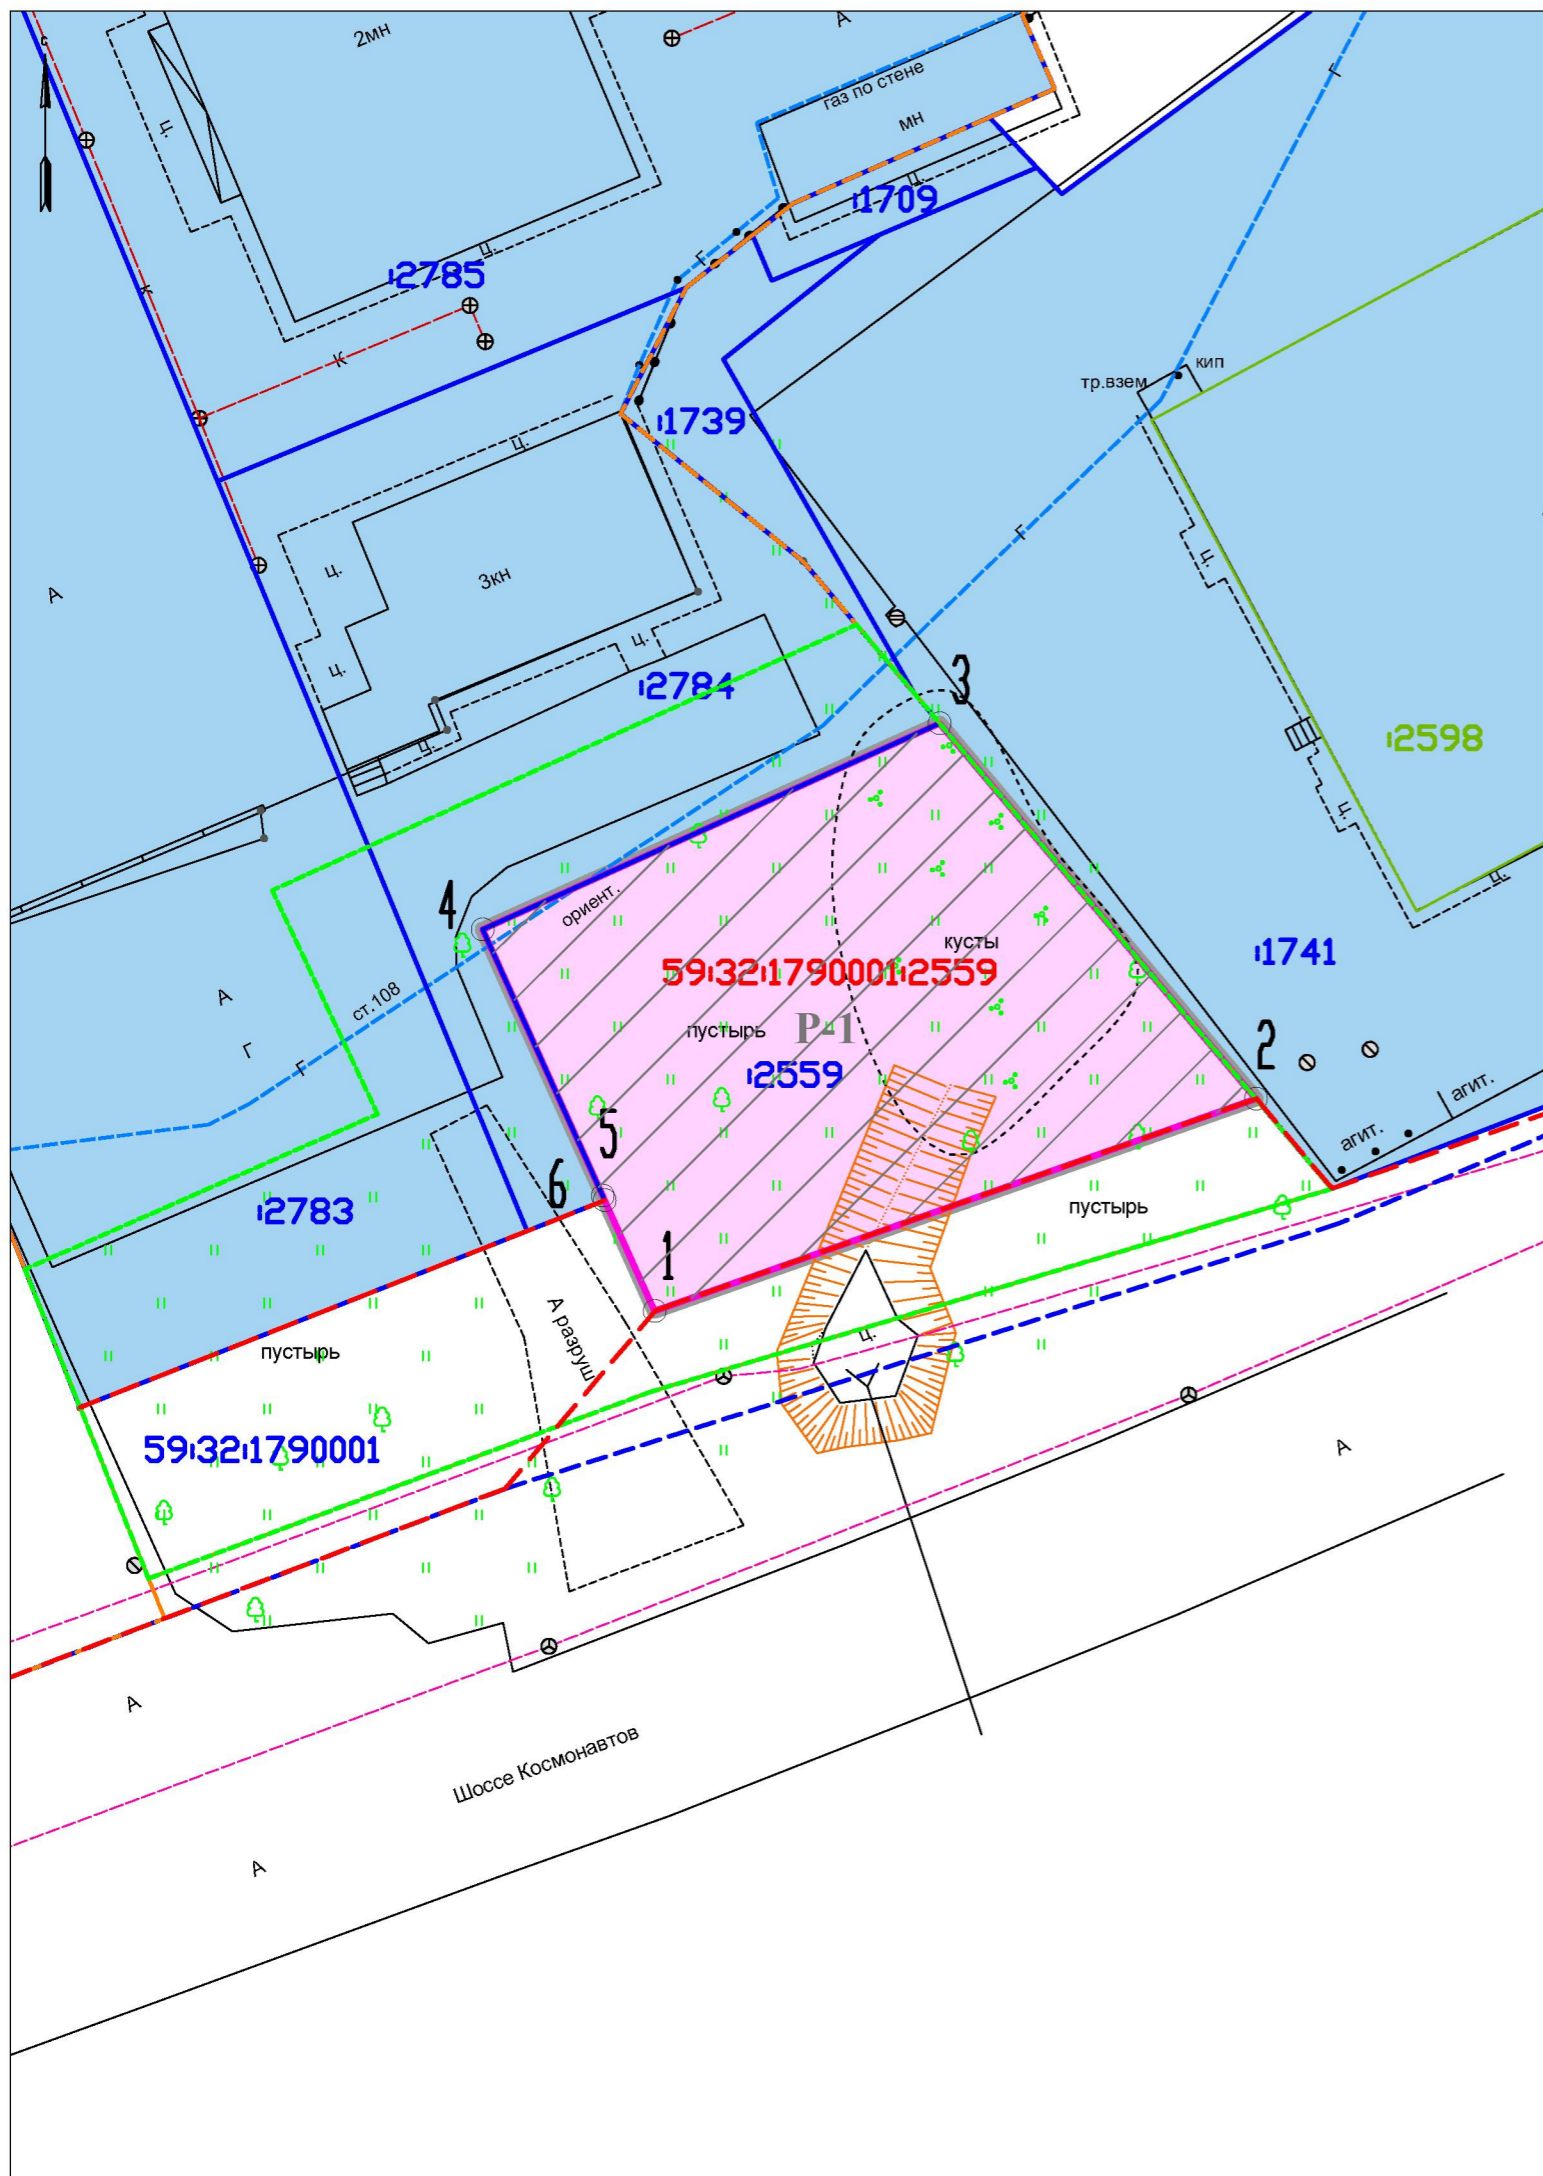 с
2мн
А
газ по стене
мн
ц.
ц.
:1709
Г
Г
ц.
:2785
К
К
кип
тр.взем
:1739
ц.
Г
ц.
ц.
3кн
А
ц.
ц.
:2784
3
ц.
:2598
ц.
ц.
4
ориент.
кусты
59:32:1790001:2559
:1741
А
ст.108
пустырь
Р-1
2
Г
Г
:2559
агит.
5
агит.
6
:2783
пустырь
1
А разруш
ц.
пустырь
59:32:1790001
А
А
Шоссе Космонавтов
А